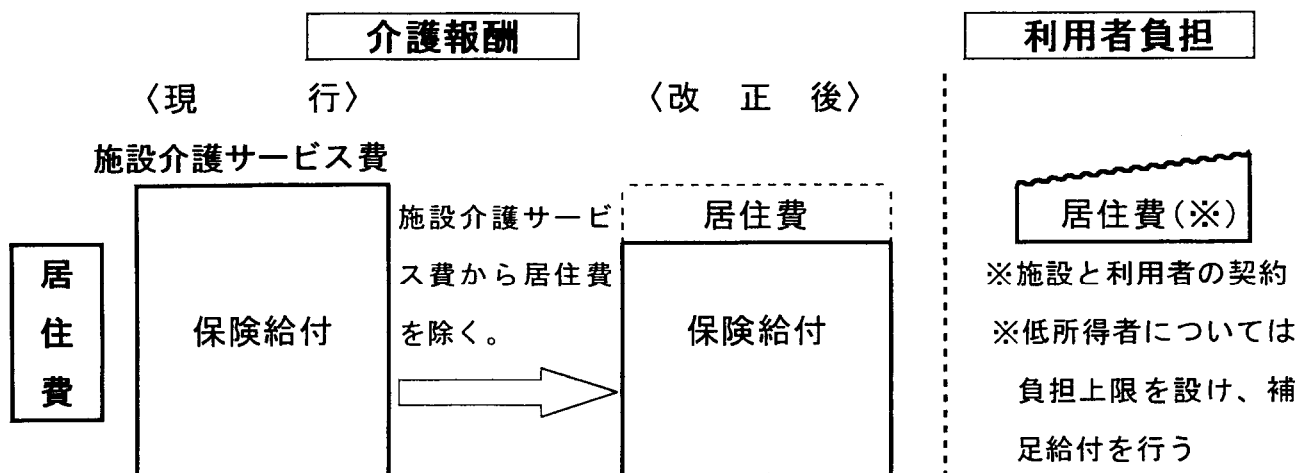 介護報酬
利用者負担
〈現　　行〉
〈改　正　後〉
施設介護サービス費
居住費
保険給付
施設介護サービ
ス費から居住費
を除く。
居住費
保険給付
居住費(※)
※施設と利用者の契約
※低所得者については
負担上限を設け、補
足給付を行う